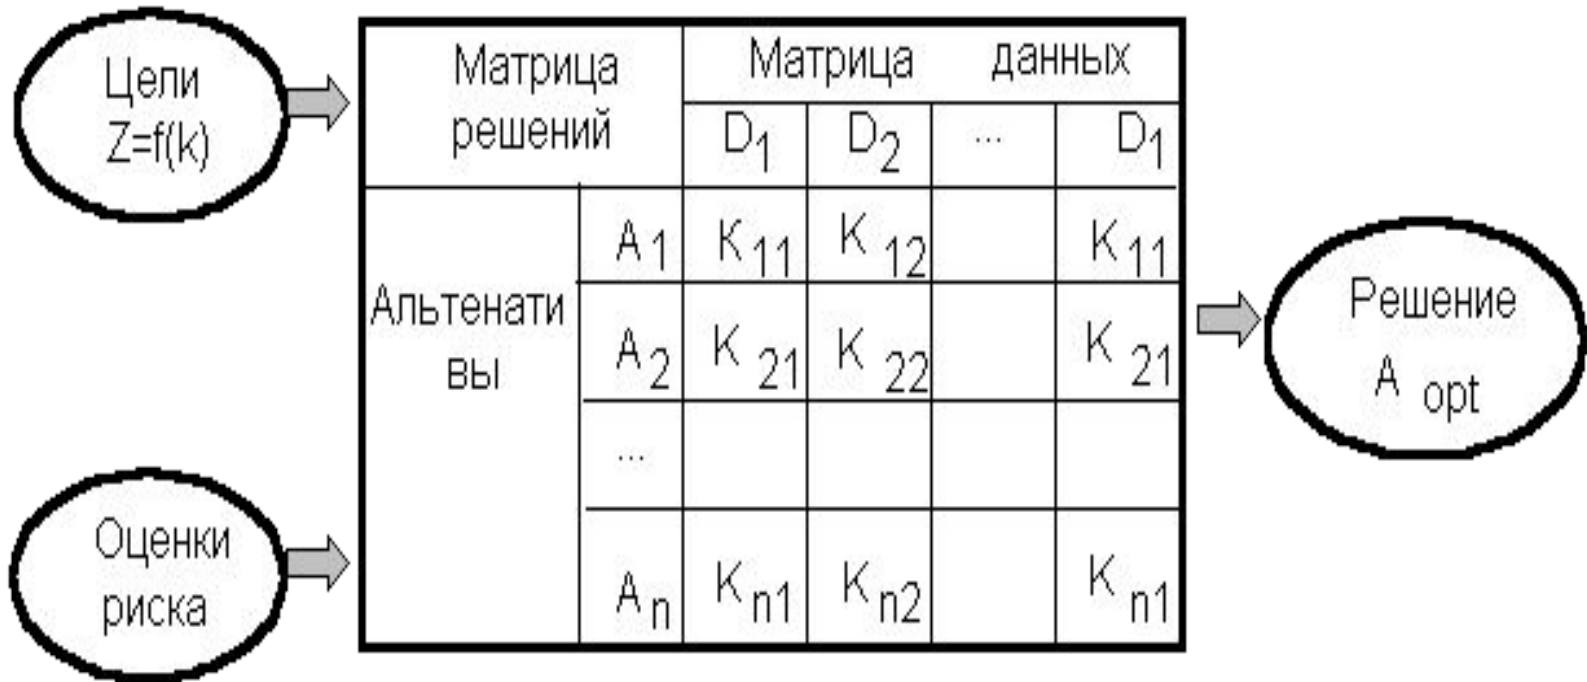 Цели
Z=f(k)
Матрица
решений
Матрица данных
D1 D2 ... D1
A1 K11 K12 K11
Альтенати
вы
A2 K21 K22 K21
...
An Kn1 Kn2 Kn1
Оценки
риска
Решение
A opt